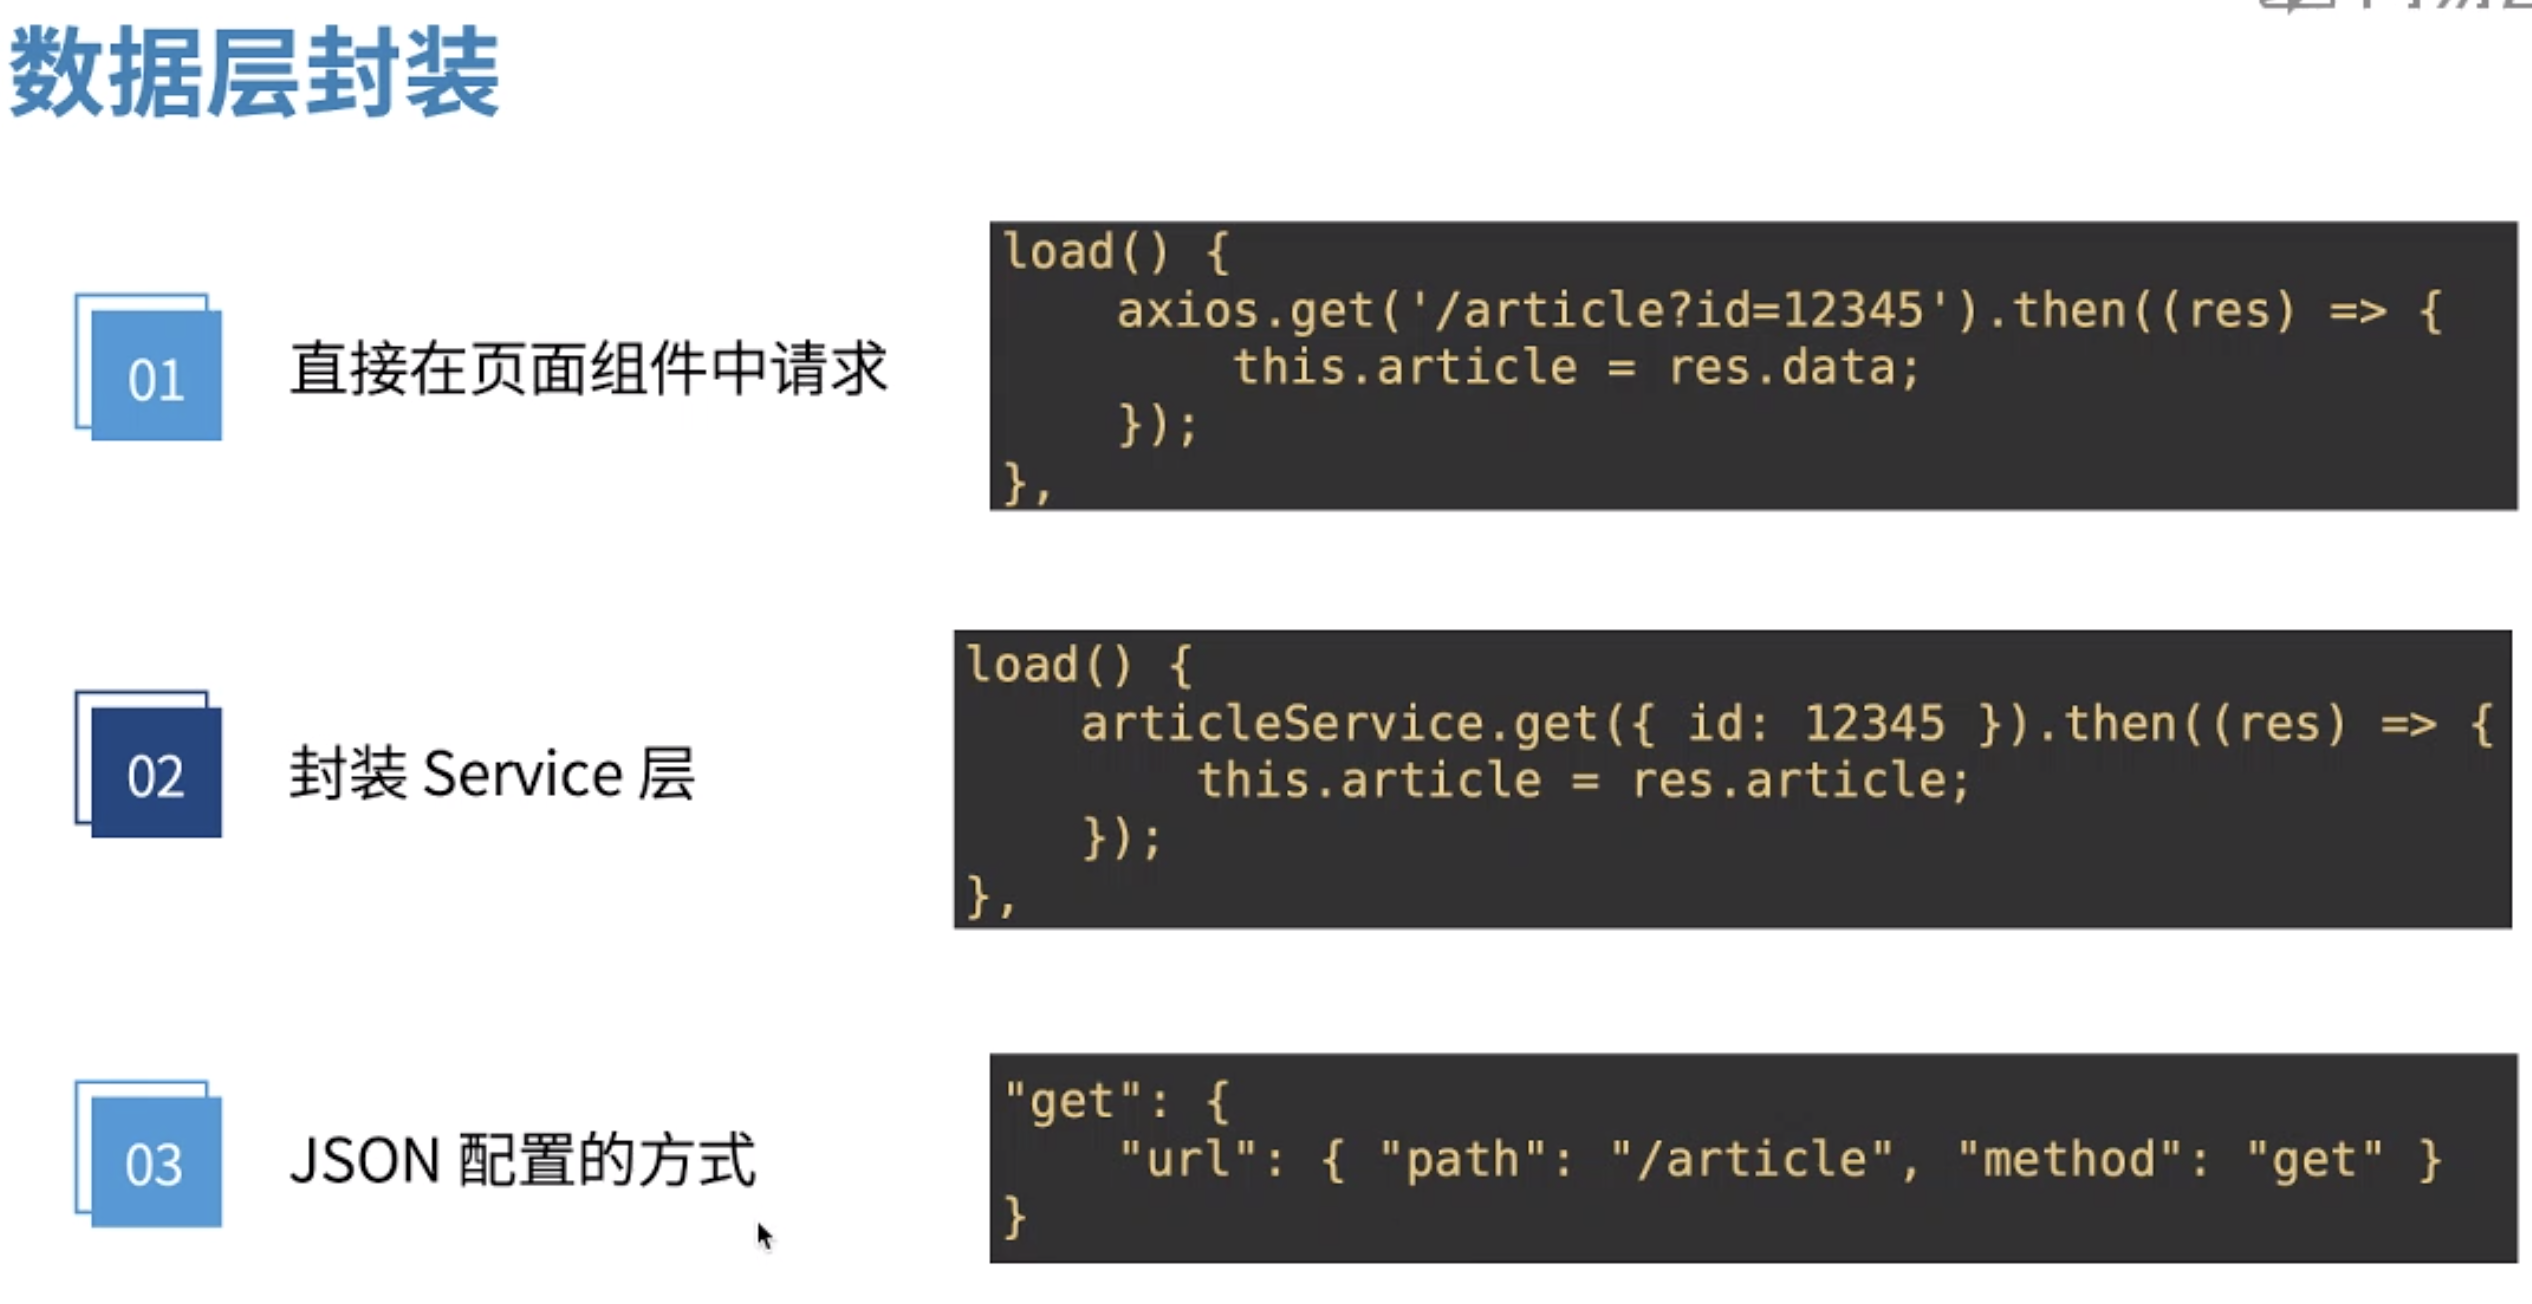 数据层封装
01
直接在页面组件中请求
load() {
    axios.get('/article?id=12345').then((res) => {
        this.article = res.data;
    });
},
02
封装 Service 层
load() {
    articleService.get({ id: 12345 }).then((res) => {
        this.article = res.article;
    });
},
03
JSON 配置的方式
"get": {
    "url": { "path": "/article", "method": "get" }
}